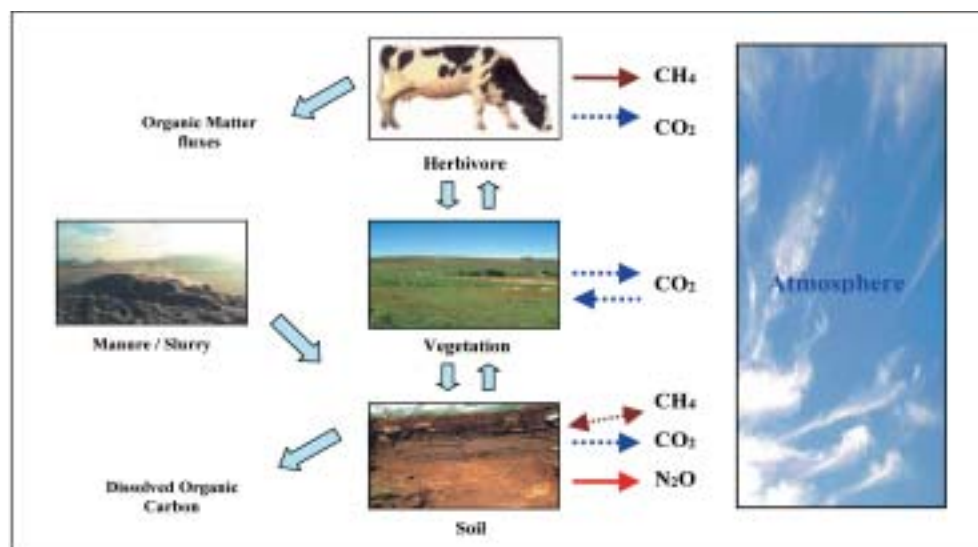 CH₄
Organic Matter
fluxes
CO₂
Herbivore
CO₂
Atmosphere
Manure / Slurry
Vegetation
CH₄
CO₂
N₂O
Dissolved Organic
Carbon
Soil